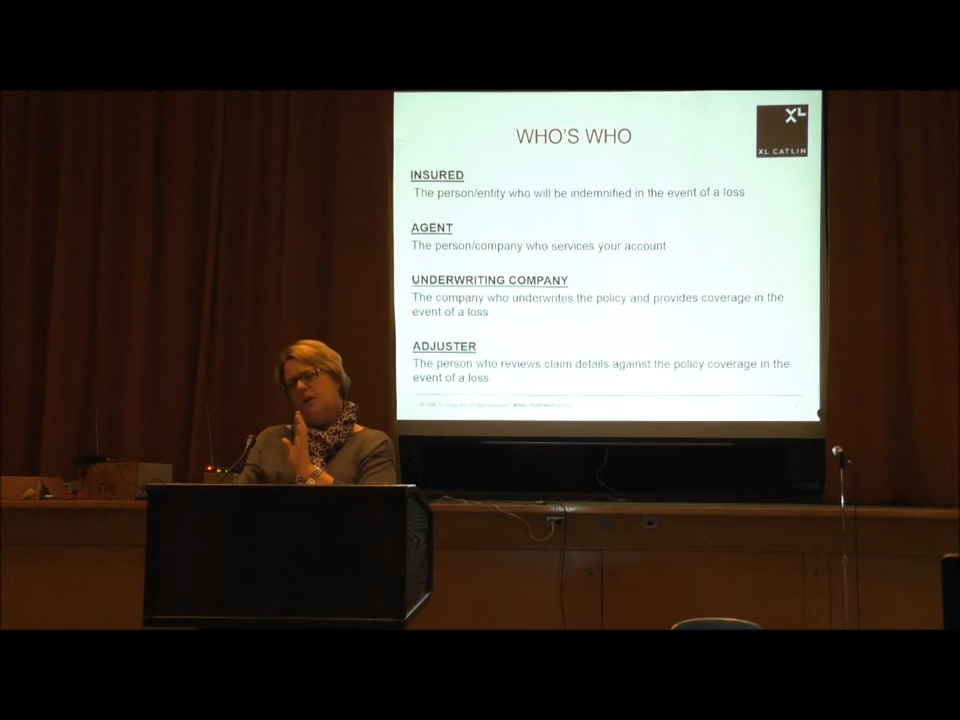 WHO'S WHO
XL
XL CATLIN
INSURED
The person/entity who will be indemnified in the event of a loss
AGENT
The person/company who services your account
UNDERWRITING COMPANY
The company who underwrites the policy and provides coverage in the
event of a loss
ADJUSTER
The person who reviews claim details against the policy coverage in the
event of a loss